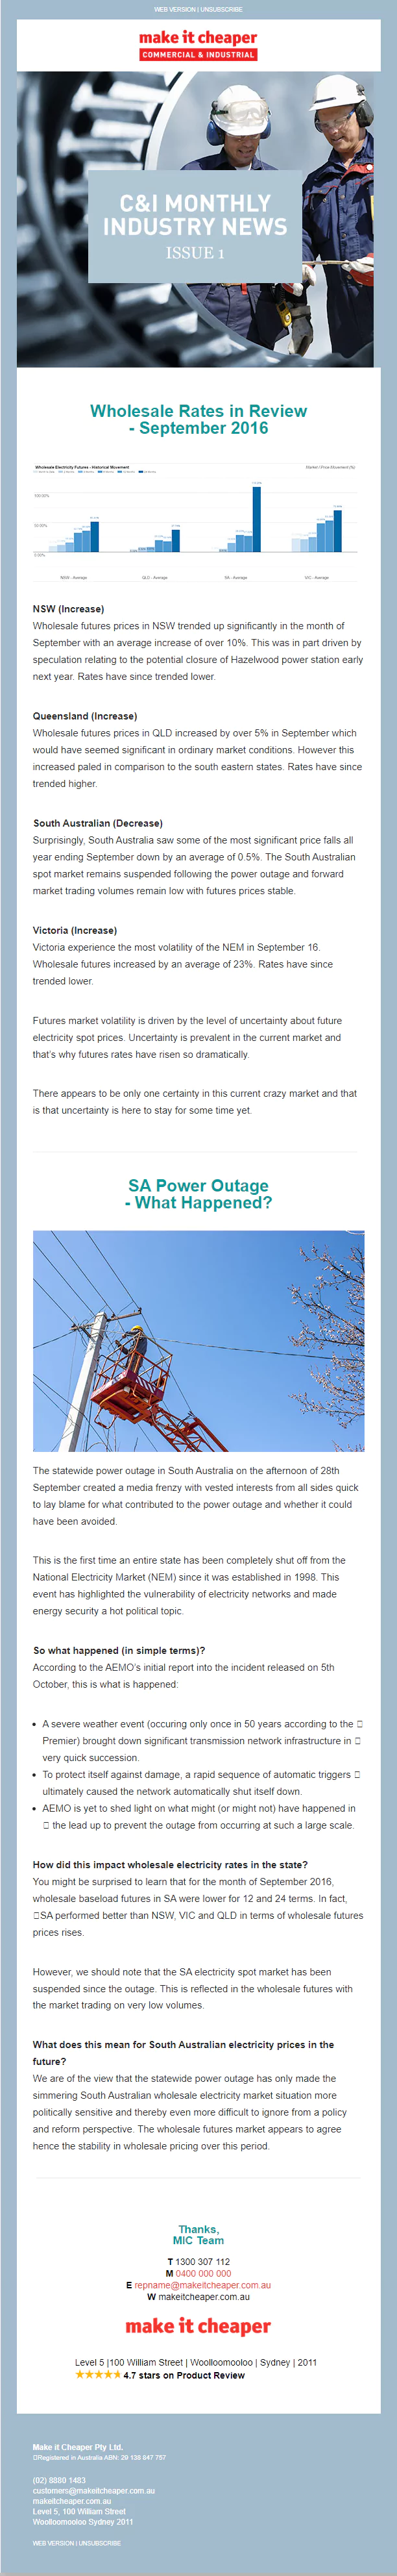 WEB VERSION | UNSUBSCRIBE
make it cheaper
COMMERCIAL & INDUSTRIAL
C&I MONTHLY
INDUSTRY NEWS
ISSUE 1
Wholesale Rates in Review
- September 2016
Wholesale Electricity Futures - Historical Movement
Market Price Movement (%)
100.00%
50.00%
0.00%
NSW - Average
QLD - Average
SA - Average
VIC - Average
NSW (Increase)
Wholesale futures prices in NSW trended up significantly in the month of
September with an average increase of over 10%. This was in part driven by
speculation relating to the potential closure of Hazelwood power station early
next year. Rates have since trended lower.
Queensland (Increase)
Wholesale futures prices in QLD increased by over 5% in September which
would have seemed significant in ordinary market conditions. However this
increased paled in comparison to the south eastern states. Rates have since
trended higher.
South Australian (Decrease)
Surprisingly, South Australia saw some of the most significant price falls all
year ending September down by an average of 0.5%. The South Australian
spot market remains suspended following the power outage and forward
market trading volumes remain low with futures prices stable.
Victoria (Increase)
Victoria experience the most volatility of the NEM in September 16.
Wholesale futures increased by an average of 23%. Rates have since
trended lower.
Futures market volatility is driven by the level of uncertainty about future
electricity spot prices. Uncertainty is prevalent in the current market and
that's why futures rates have risen so dramatically.
There appears to be only one certainty in this current crazy market and that
is that uncertainty is here to stay for some time yet.
SA Power Outage
- What Happened?
The statewide power outage in South Australia on the afternoon of 28th
September created a media frenzy with vested interests from all sides quick
to lay blame for what contributed to the power outage and whether it could
have been avoided.
This is the first time an entire state has been completely shut off from the
National Electricity Market (NEM) since it was established in 1998. This
event has highlighted the vulnerability of electricity networks and made
energy security a hot political topic.
So what happened (in simple terms)?
According to the AEMO's initial report into the incident released on 5th
October, this is what is happened:
• A severe weather event (occuring only once in 50 years according to the
Premier) brought down significant transmission network infrastructure in
very quick succession.
• To protect itself against damage, a rapid sequence of automatic triggers
ultimately caused the network automatically shut itself down.
• AEMO is yet to shed light on what might (or might not) have happened in
the lead up to prevent the outage from occurring at such a large scale.
How did this impact wholesale electricity rates in the state?
You might be surprised to learn that for the month of September 2016,
wholesale baseload futures in SA were lower for 12 and 24 terms. In fact,
SA performed better than NSW, VIC and QLD in terms of wholesale futures
prices rises.
However, we should note that the SA electricity spot market has been
suspended since the outage. This is reflected in the wholesale futures with
the market trading on very low volumes.
What does this mean for South Australian electricity prices in the
future?
We are of the view that the statewide power outage has only made the
simmering South Australian wholesale electricity market situation more
politically sensitive and thereby even more difficult to ignore from a policy
and reform perspective. The wholesale futures market appears to agree
hence the stability in wholesale pricing over this period.
Thanks,
MIC Team
T 1300 307 112
M 0400 000 000
E repname@makeitcheaper.com.au
W makeitcheaper.com.au
make it cheaper
Level 5 |100 William Street | Woolloomooloo | Sydney | 2011
4.7 stars on Product Review
Make it Cheaper Pty Ltd.
Registered in Australia ABN: 29 138 847 757
(02) 8880 1483
customers@makeitcheaper.com.au
makeitcheaper.com.au
Level 5, 100 William Street
Woolloomooloo Sydney 2011
WEB VERSION | UNSUBSCRIBE